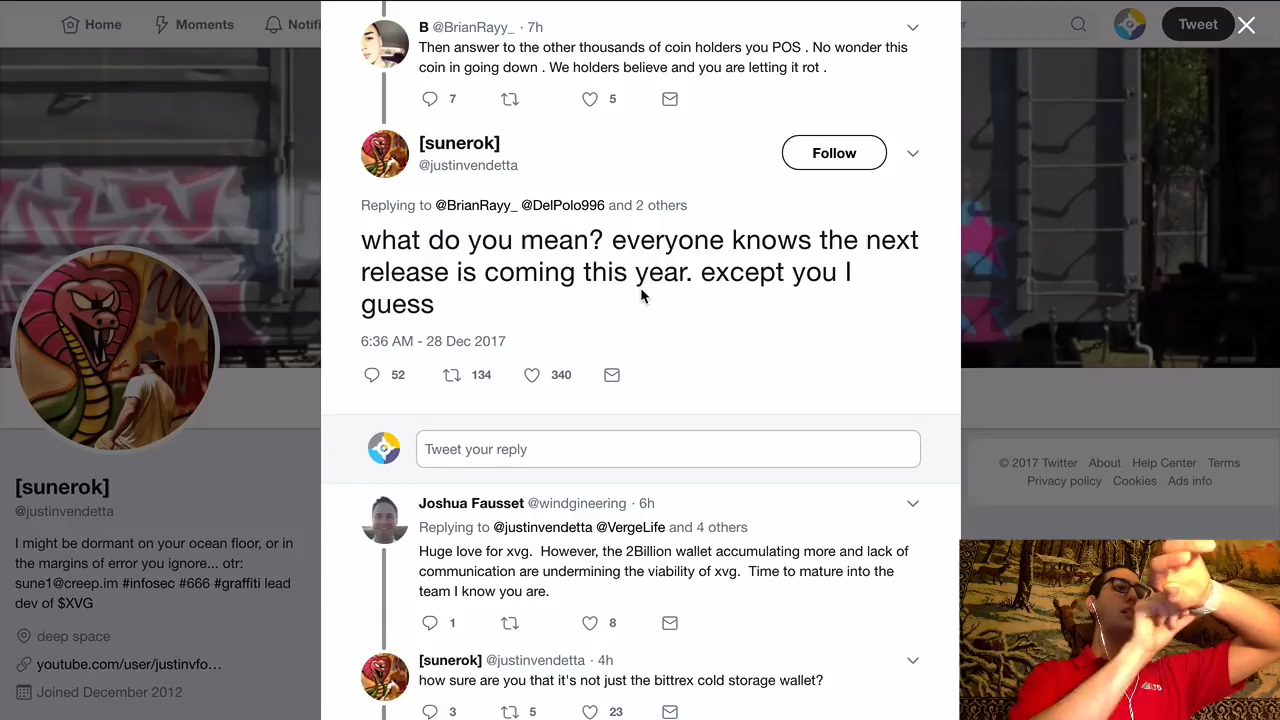 Home
Moments
Notifi
Tweet
B @BrianRayy_ · 7h
Then answer to the other thousands of coin holders you POS . No wonder this
coin in going down . We holders believe and you are letting it rot .
7
5
[sunerok]
@justinvendetta
Follow
Replying to @BrianRayy_ @DelPolo996 and 2 others
what do you mean? everyone knows the next
release is coming this year. except you I
guess
6:36 AM - 28 Dec 2017
52
134
340
Tweet your reply
Joshua Fausset @windgineering · 6h
Replying to @justinvendetta @VergeLife and 4 others
Huge love for xvg.  However, the 2Billion wallet accumulating more and lack of
communication are undermining the viability of xvg.  Time to mature into the
team I know you are.
1
8
[sunerok] @justinvendetta · 4h
how sure are you that it's not just the bittrex cold storage wallet?
3
5
23
[sunerok]
@justinvendetta
I might be dormant on your ocean floor, or in
the margins of error you ignore... otr:
sune1@creep.im #infosec #666 #graffiti lead
dev of $XVG
deep space
youtube.com/user/justinvfo...
Joined December 2012
© 2017 Twitter About Help Center Terms
Privacy policy Cookies Ads info